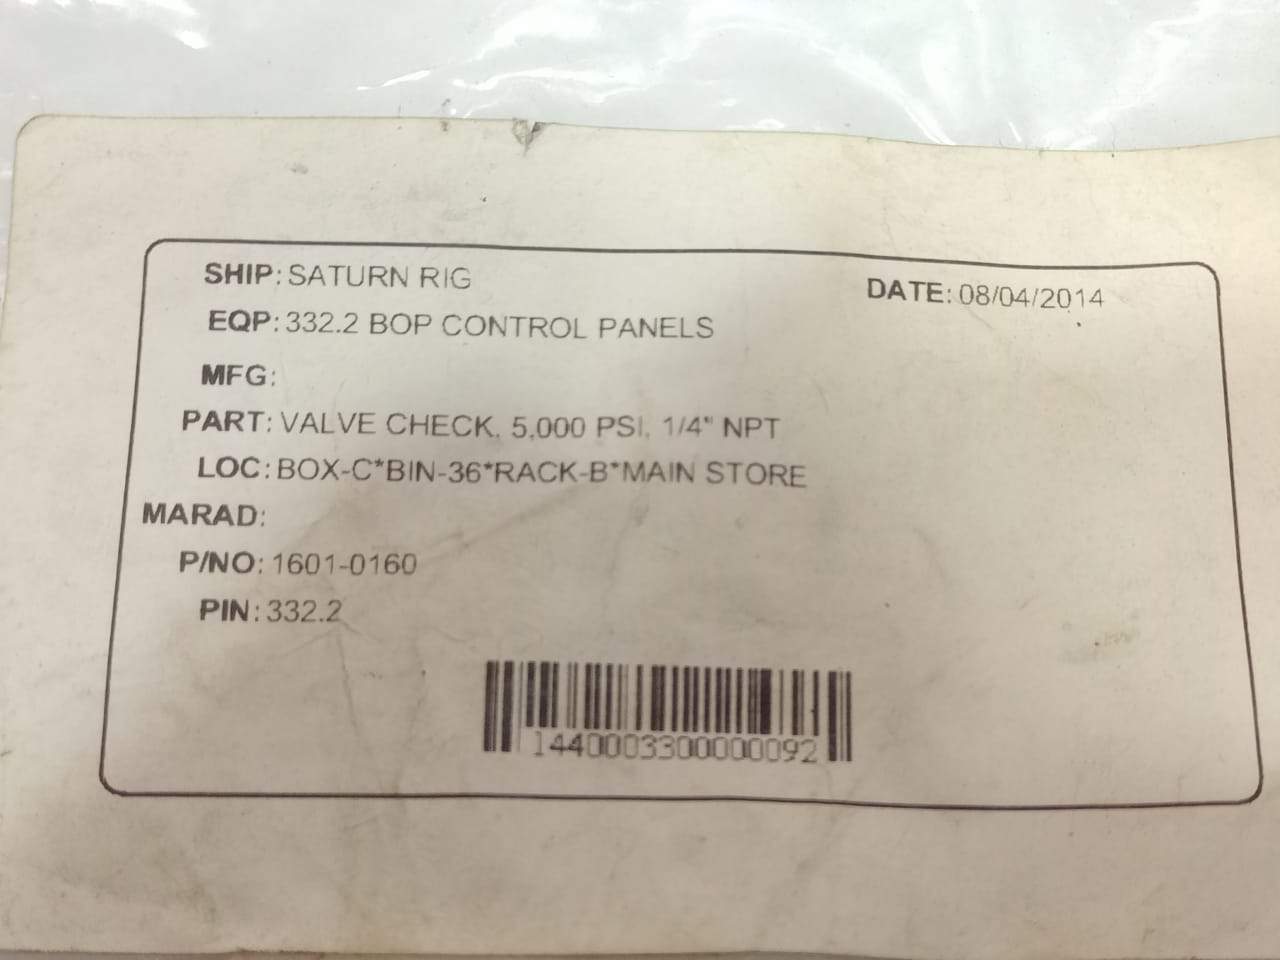 SHIP: SATURN RIG
DATE: 08/04/2014
EQP: 332.2 BOP CONTROL PANELS
MFG:
PART: VALVE CHECK, 5,000 PSI, 1/4" NPT
LOC: BOX-C*BIN-36*RACK-B*MAIN STORE
MARAD:
P/NO: 1601-0160
PIN: 332.2
1440003300000092